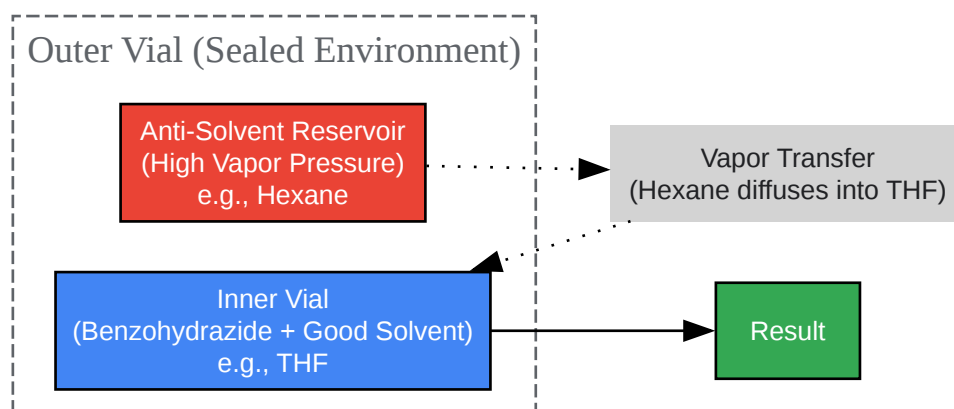 Outer Vial (Sealed Environment)
Anti-Solvent Reservoir
(High Vapor Pressure)
e.g., Hexane
Vapor Transfer
(Hexane diffuses into THF)
Inner Vial
(Benzohydrazide + Good Solvent)
e.g., THF
Result